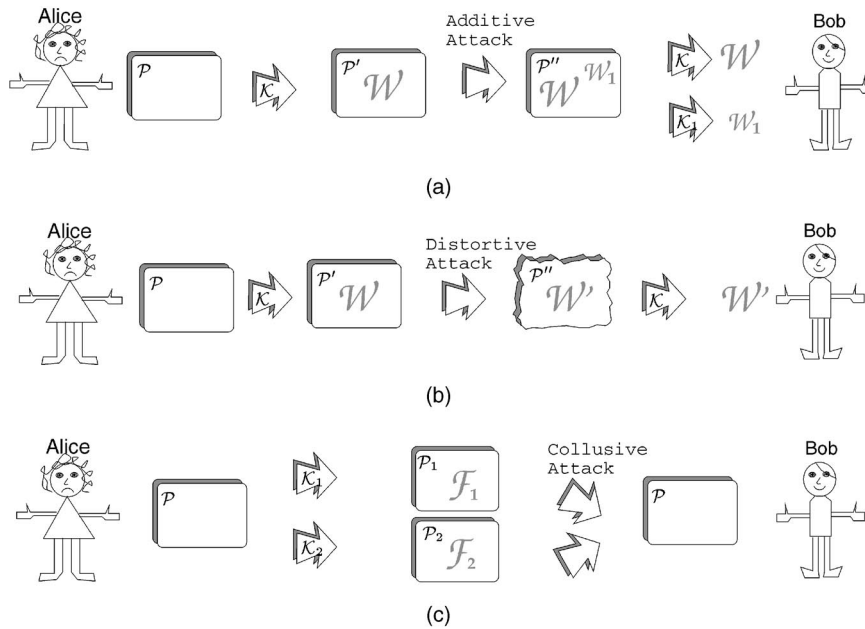 Alice
Additive
Attack
Bob
𝒫
𝒦
𝒫′
𝒲
𝒫″
𝒲 𝒲₁
𝒦
𝒲
𝒦₁
𝒲₁
(a)
Alice
Distortive
Attack
Bob
𝒫
𝒦
𝒫′
𝒲
𝒫″
𝒲′
𝒦
𝒲′
(b)
Alice
Collusive
Attack
Bob
𝒫
𝒦₁
𝒦₂
𝒫₁
ℱ₁
𝒫₂
ℱ₂
𝒫
(c)